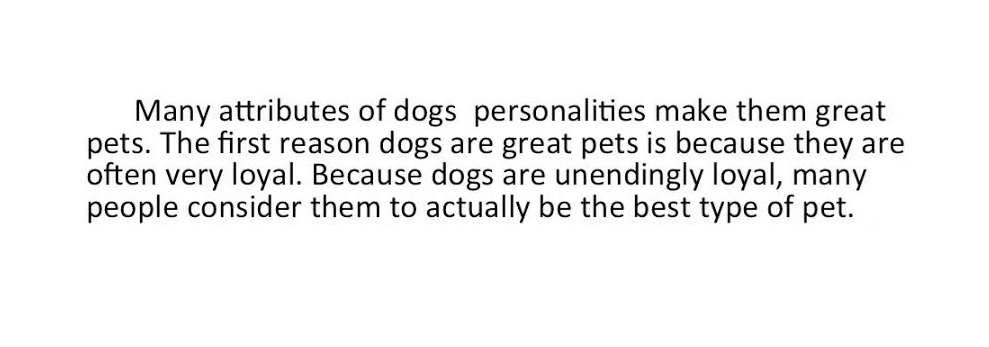 Many attributes of dogs  personalities make them great
pets. The first reason dogs are great pets is because they are
often very loyal. Because dogs are unendingly loyal, many
people consider them to actually be the best type of pet.